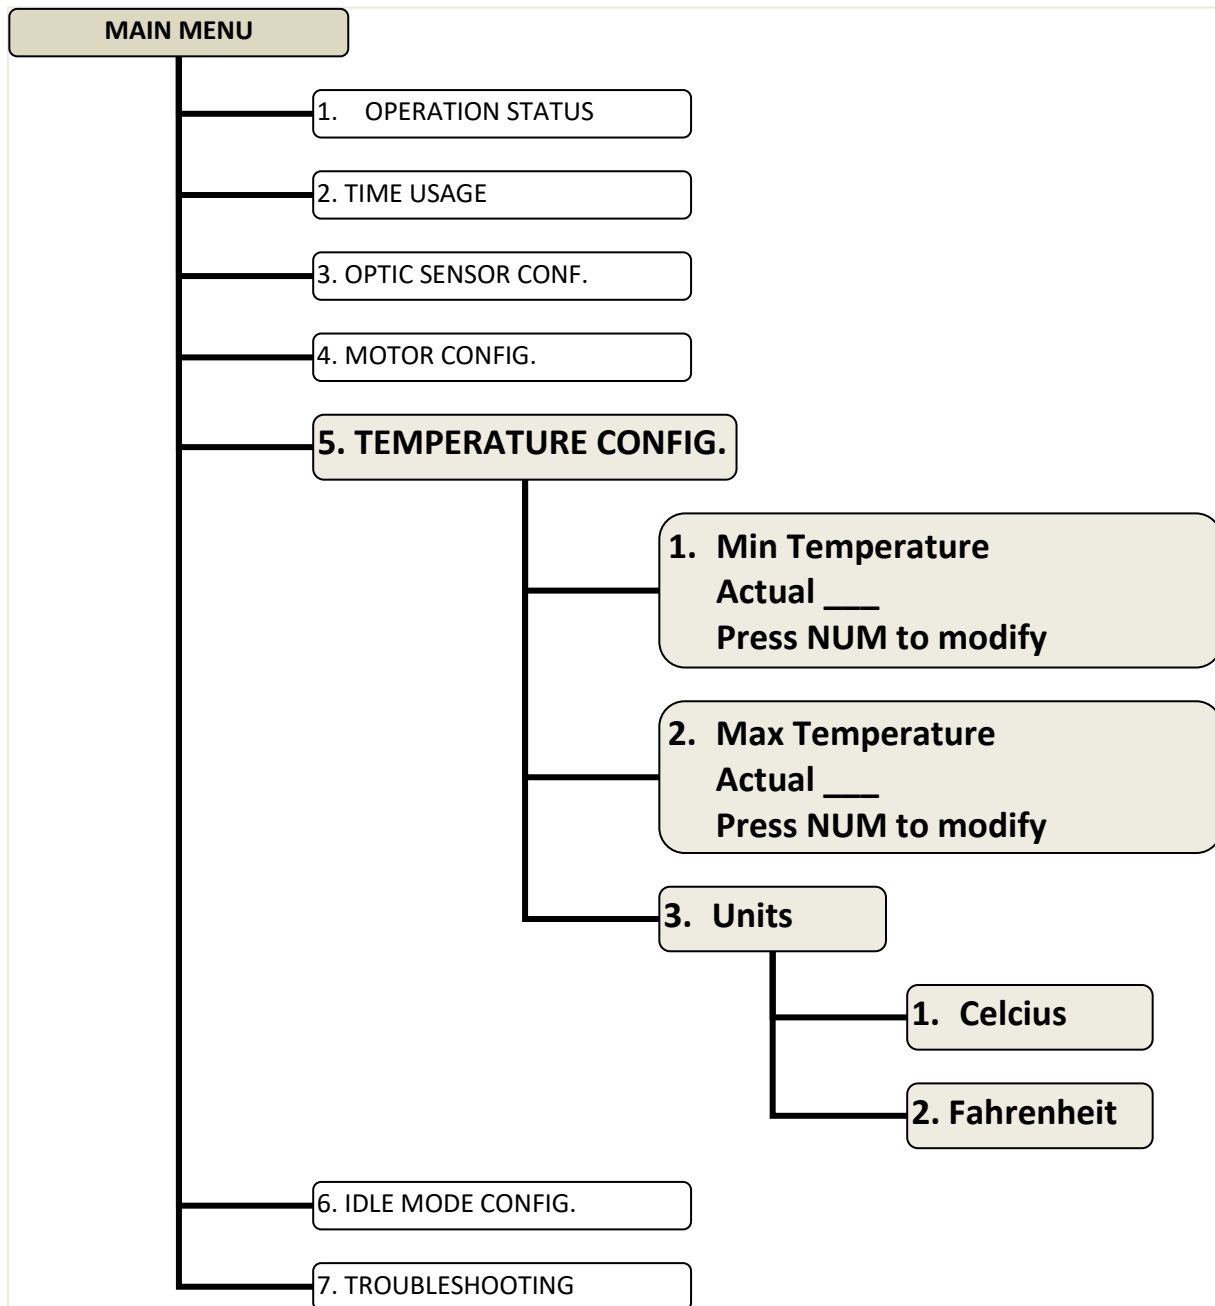 MAIN MENU
1. OPERATION STATUS
2. TIME USAGE
3. OPTIC SENSOR CONF.
4. MOTOR CONFIG.
5. TEMPERATURE CONFIG.
1. Min Temperature
Actual ___
Press NUM to modify
2. Max Temperature
Actual ___
Press NUM to modify
3. Units
1. Celcius
2. Fahrenheit
6. IDLE MODE CONFIG.
7. TROUBLESHOOTING